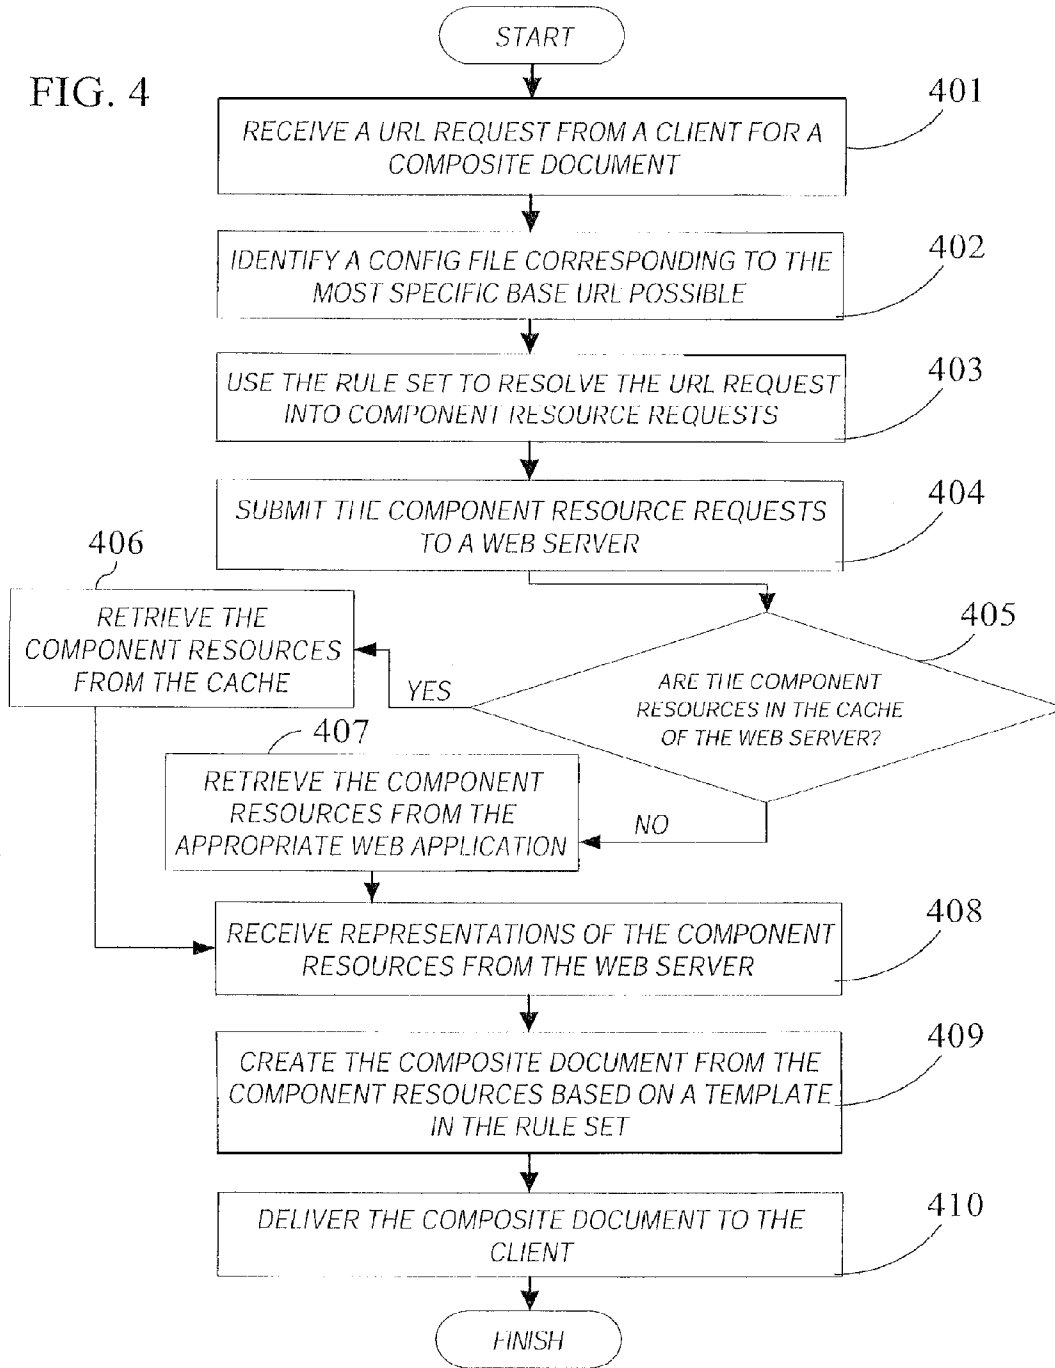 START
FIG. 4
401
RECEIVE A URL REQUEST FROM A CLIENT FOR A
COMPOSITE DOCUMENT
402
IDENTIFY A CONFIG FILE CORRESPONDING TO THE
MOST SPECIFIC BASE URL POSSIBLE
403
USE THE RULE SET TO RESOLVE THE URL REQUEST
INTO COMPONENT RESOURCE REQUESTS
404
SUBMIT THE COMPONENT RESOURCE REQUESTS
TO A WEB SERVER
406
RETRIEVE THE
COMPONENT RESOURCES
FROM THE CACHE
405
ARE THE COMPONENT
RESOURCES IN THE CACHE
OF THE WEB SERVER?
YES
407
RETRIEVE THE COMPONENT
RESOURCES FROM THE
APPROPRIATE WEB APPLICATION
NO
408
RECEIVE REPRESENTATIONS OF THE COMPONENT
RESOURCES FROM THE WEB SERVER
409
CREATE THE COMPOSITE DOCUMENT FROM THE
COMPONENT RESOURCES BASED ON A TEMPLATE
IN THE RULE SET
410
DELIVER THE COMPOSITE DOCUMENT TO THE
CLIENT
FINISH